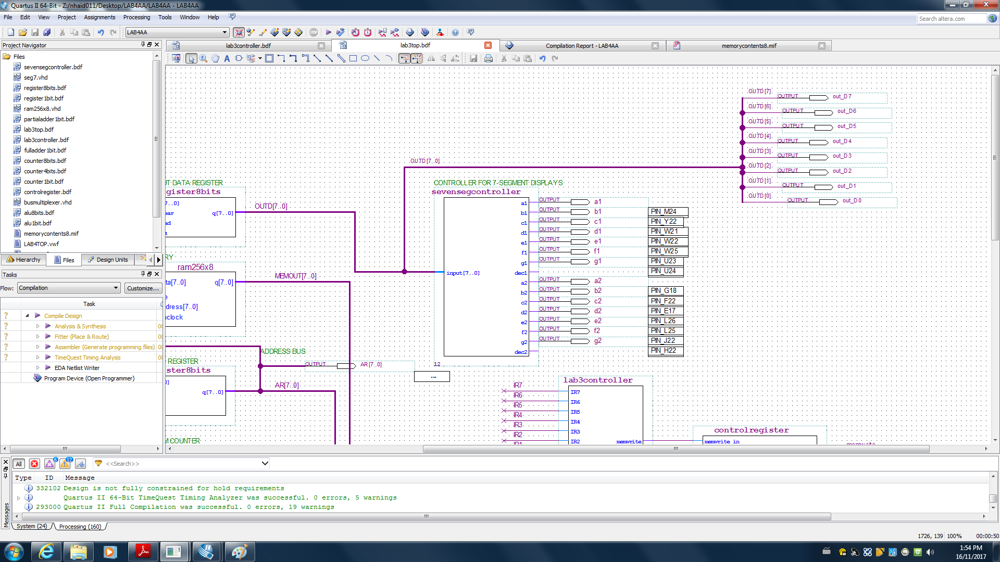 Quartus II 64-Bit - Z:/nhaid011/Desktop/LAB4AA/LAB4AA - LAB4AA
File Edit View Project Assignments Processing Tools Window Help
Search altera.com
LAB4AA
Project Navigator
lab3controller.bdf
lab3top.bdf
Compilation Report - LAB4AA
memorycontents8.mif
Files
sevensegcontroller.bdf
seg7.vhd
register8bits.bdf
register1bit.bdf
ram256x8.vhd
partialadder1bit.bdf
lab3top.bdf
lab3controller.bdf
fulladder1bit.bdf
counter8bits.bdf
counter4bits.bdf
counter1bit.bdf
controlregister.bdf
busmultiplexer.vhd
alu8bits.bdf
alu1bit.bdf
memorycontents8.mif
LAB4TOP.vwf
Hierarchy Files Design Units
Tasks
Flow: Compilation Customize...
Task
Compile Design
Analysis & Synthesis 00
Fitter (Place & Route) 00
Assembler (Generate programming files) 00
TimeQuest Timing Analysis 00
EDA Netlist Writer
Program Device (Open Programmer)
OUTD[7] OUTPUT out_D7
OUTD[6] OUTPUT out_D6
OUTD[5] OUTPUT out_D5
OUTD[4] OUTPUT out_D4
OUTD[3] OUTPUT out_D3
OUTD[2] OUTPUT out_D2
OUTD[1] OUTPUT out_D1
OUTD[0] OUTPUT out_D0
OUTD[7..0]
UT DATA REGISTER
gister8bits
7..0]
ear
ad
q[7..0]
OUTD[7..0]
RY
ram256x8
ta[7..0]
q[7..0]
e
dress[7..0]
nclock
MEMOUT[7..0]
ADDRESS BUS
OUTPUT AR[7..0]
REGISTER
ster8bits
q[7..0]
AR[7..0]
M COUNTER
CONTROLLER FOR 7-SEGMENT DISPLAYS
sevensegcontroller
input[7..0]
a1 OUTPUT a1
b1 OUTPUT b1 PIN_M24
c1 OUTPUT c1 PIN_Y22
d1 OUTPUT d1 PIN_W21
e1 OUTPUT e1 PIN_W22
f1 OUTPUT f1 PIN_W25
g1 OUTPUT g1 PIN_U23
dec1 PIN_U24
a2 OUTPUT a2
b2 OUTPUT b2 PIN_G18
c2 OUTPUT c2 PIN_F22
d2 OUTPUT d2 PIN_E17
e2 OUTPUT e2 PIN_L26
f2 OUTPUT f2 PIN_L25
g2 OUTPUT g2 PIN_J22
dec2 PIN_H22
12
...
lab3controller
IR7 IR7
IR6 IR6
IR5 IR5
IR4 IR4
IR3 IR3
IR2 IR2
IR1
memwrite
controlregister
memwrite in
memwrite
All 6 12 <<Search>>
Type ID Message
332102 Design is not fully constrained for hold requirements
Quartus II 64-Bit TimeQuest Timing Analyzer was successful. 0 errors, 5 warnings
293000 Quartus II Full Compilation was successful. 0 errors, 19 warnings
Messages
System (24) Processing (160)
1726, 139 100% 00:00:50
1:54 PM
16/11/2017